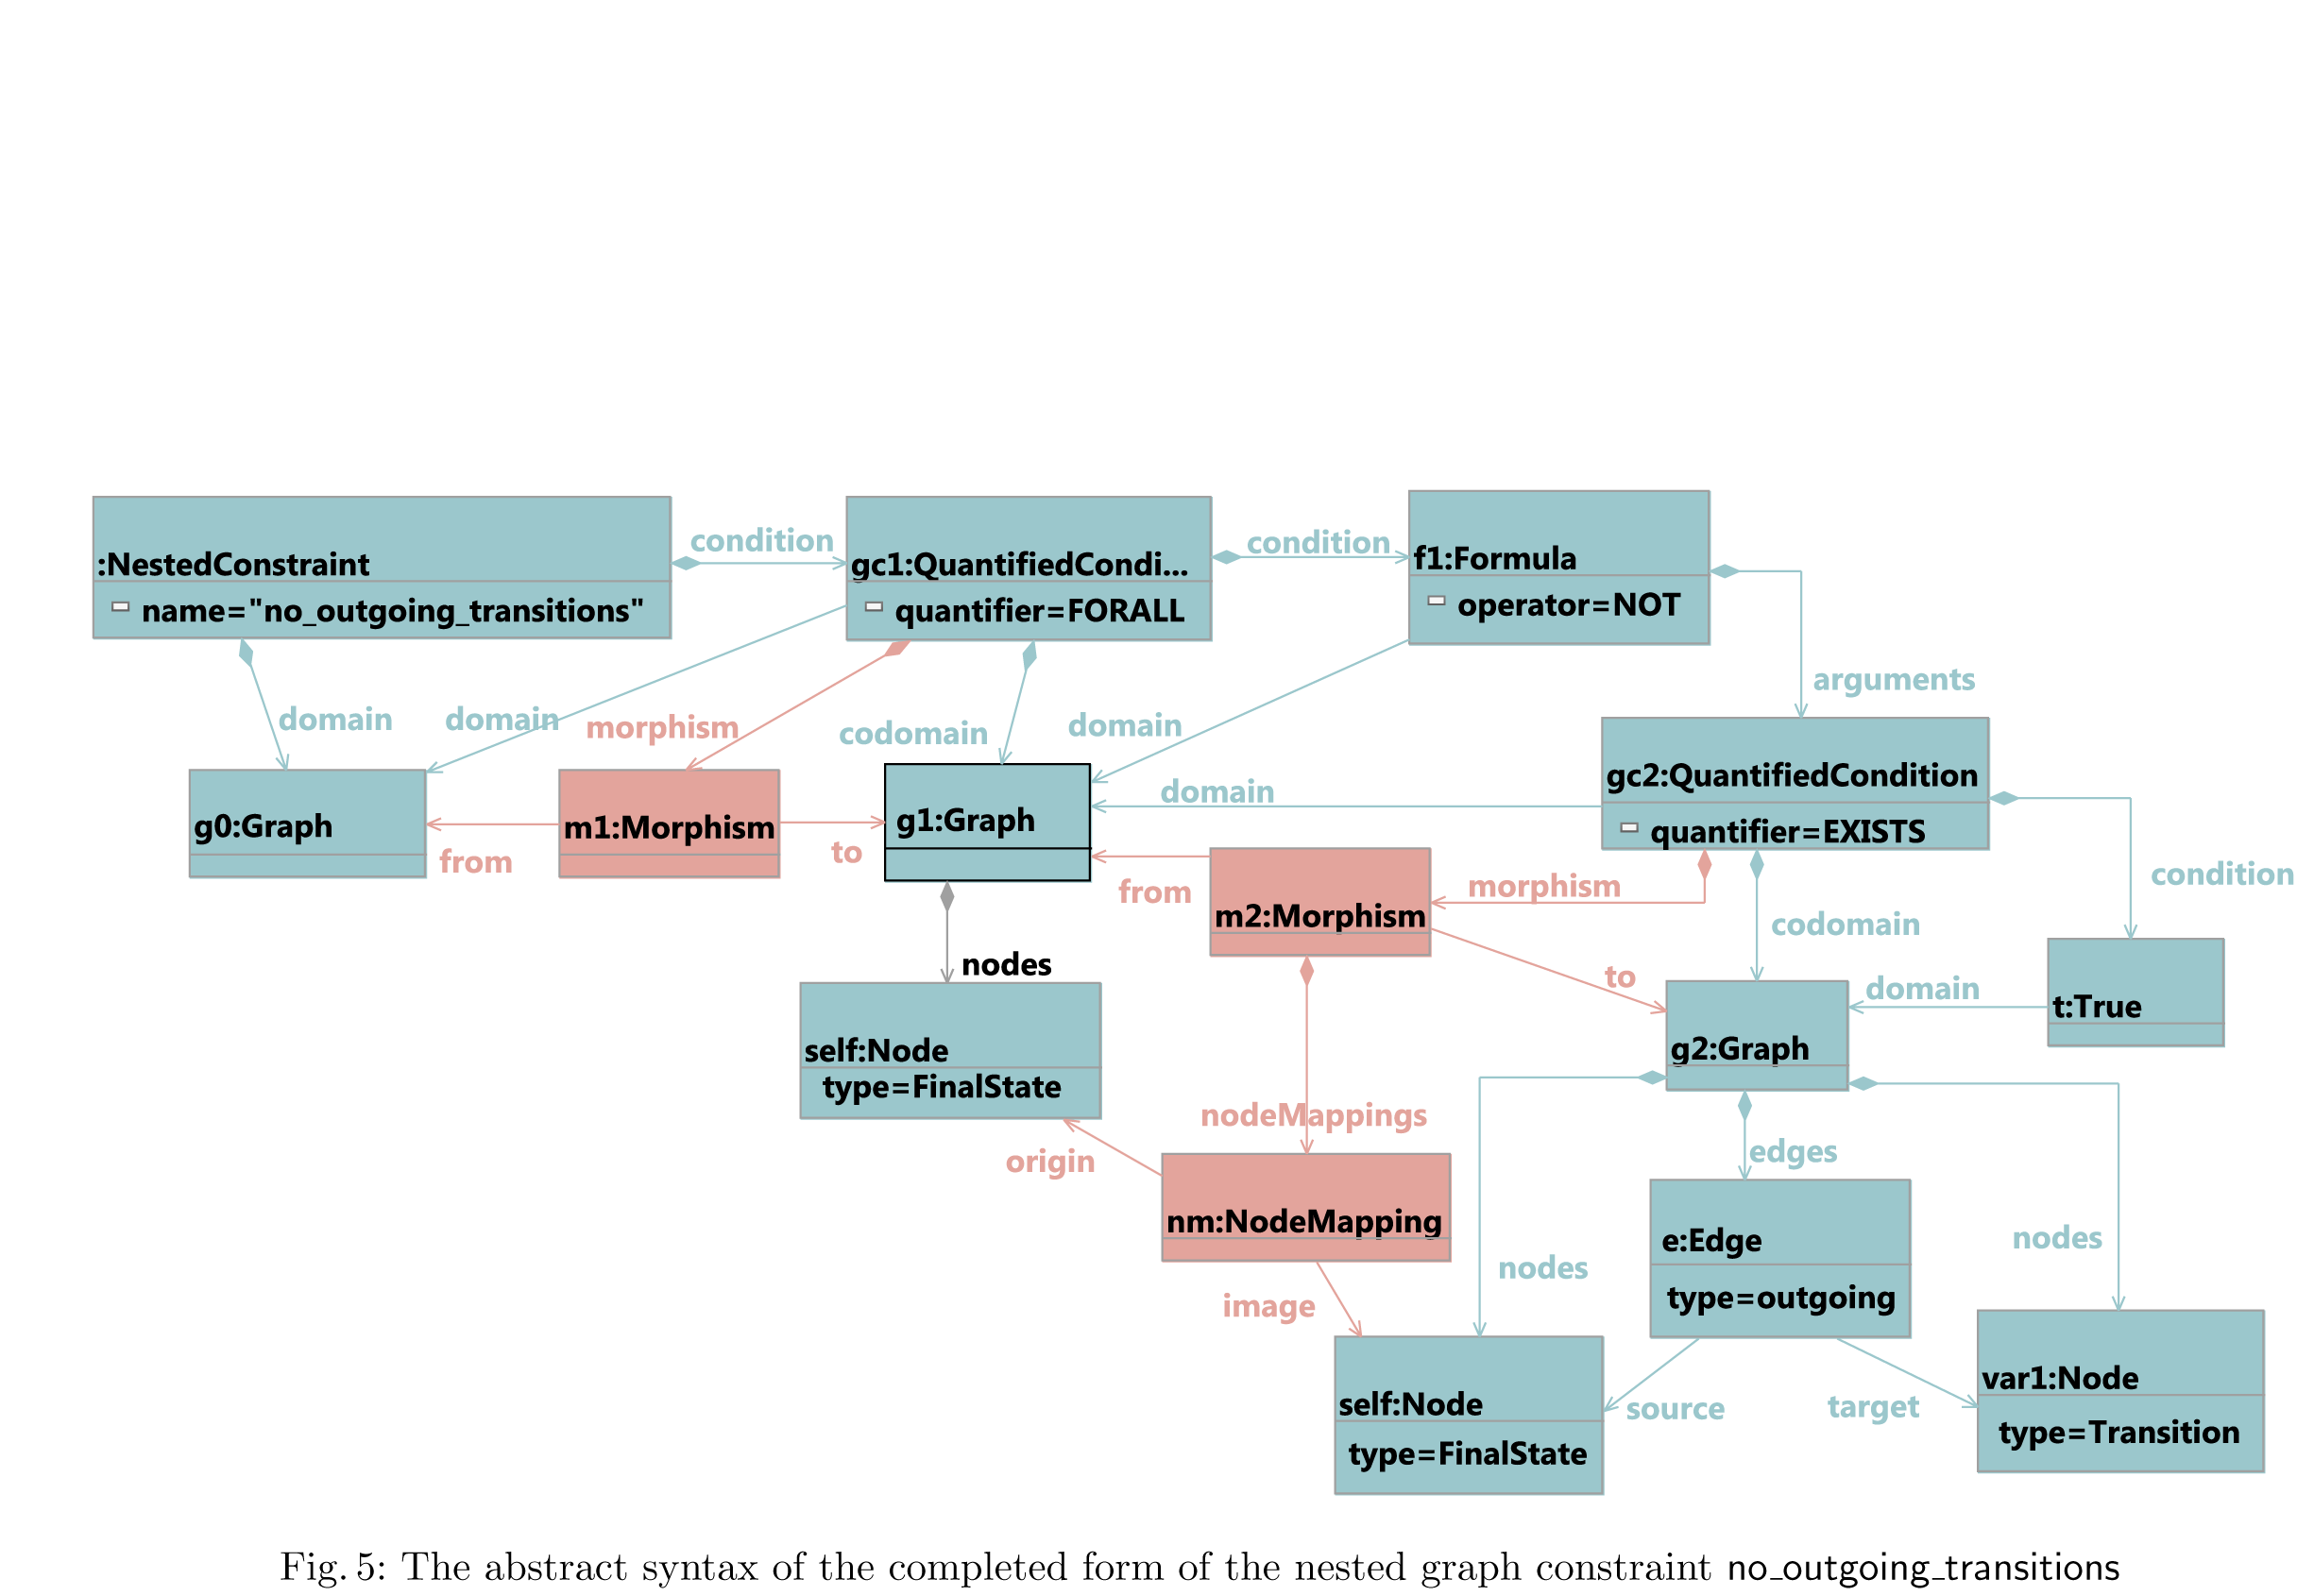 condition
condition
:NestedConstraint
gc1:QuantifiedCondi...
f1:Formula
name="no_outgoing_transitions"
quantifier=FORALL
operator=NOT
arguments
domain
domain
morphism
codomain
domain
gc2:QuantifiedCondition
domain
quantifier=EXISTS
g0:Graph
m1:Morphism
g1:Graph
from
to
from
morphism
condition
m2:Morphism
codomain
nodes
to
domain
t:True
self:Node
g2:Graph
type=FinalState
nodeMappings
origin
edges
nm:NodeMapping
e:Edge
nodes
nodes
image
type=outgoing
var1:Node
self:Node
source
target
type=FinalState
type=Transition
Fig. 5: The abstract syntax of the completed form of the nested graph constraint no_outgoing_transitions